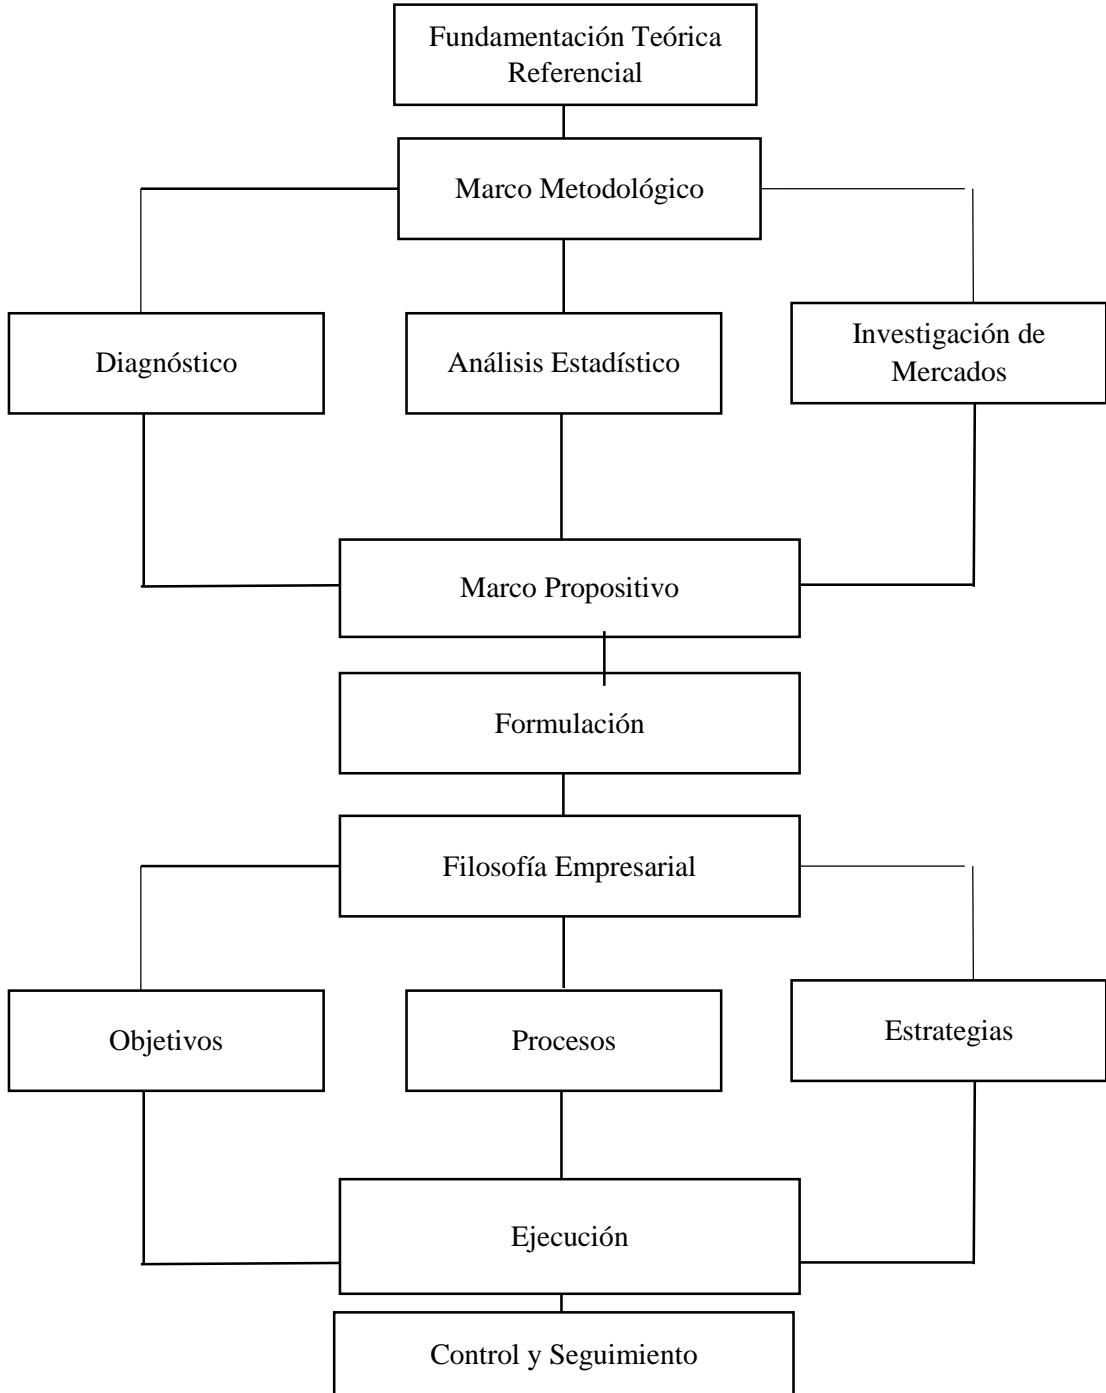 Fundamentación Teórica
Referencial
Marco Metodológico
Diagnóstico
Análisis Estadístico
Investigación de
Mercados
Marco Propositivo
Formulación
Filosofía Empresarial
Objetivos
Procesos
Estrategias
Ejecución
Control y Seguimiento